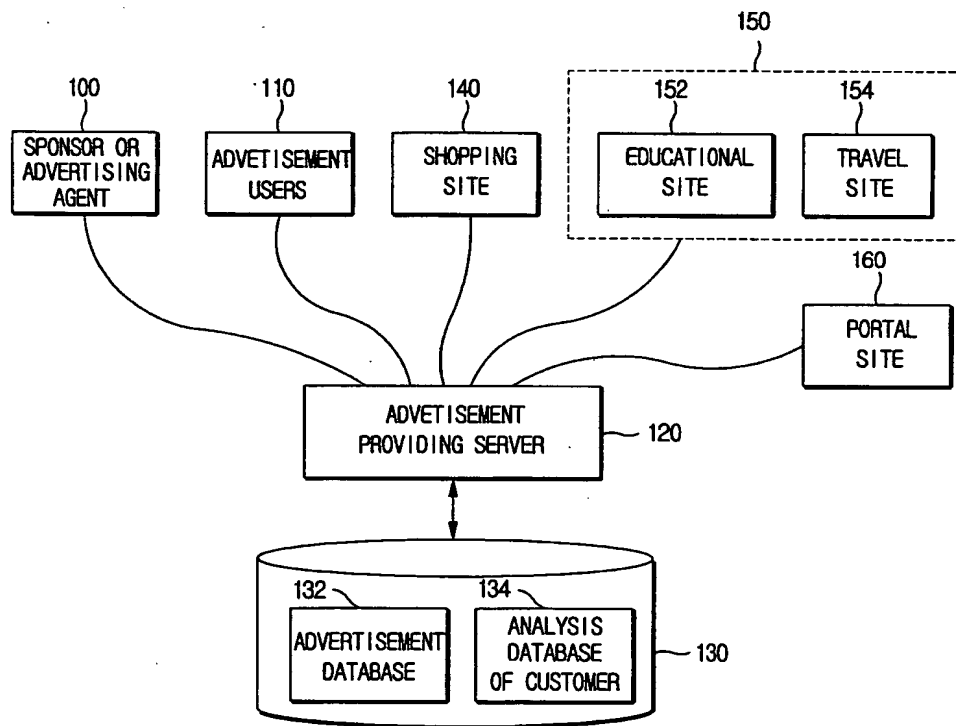 150
100
110
140
152
154
SPONSOR OR
ADVERTISING
AGENT
ADVETISEMENT
USERS
SHOPPING
SITE
EDUCATIONAL
SITE
TRAVEL
SITE
160
PORTAL
SITE
ADVETISEMENT
PROVIDING SERVER
120
132
134
ADVERTISEMENT
DATABASE
ANALYSIS
DATABASE
OF CUSTOMER
130